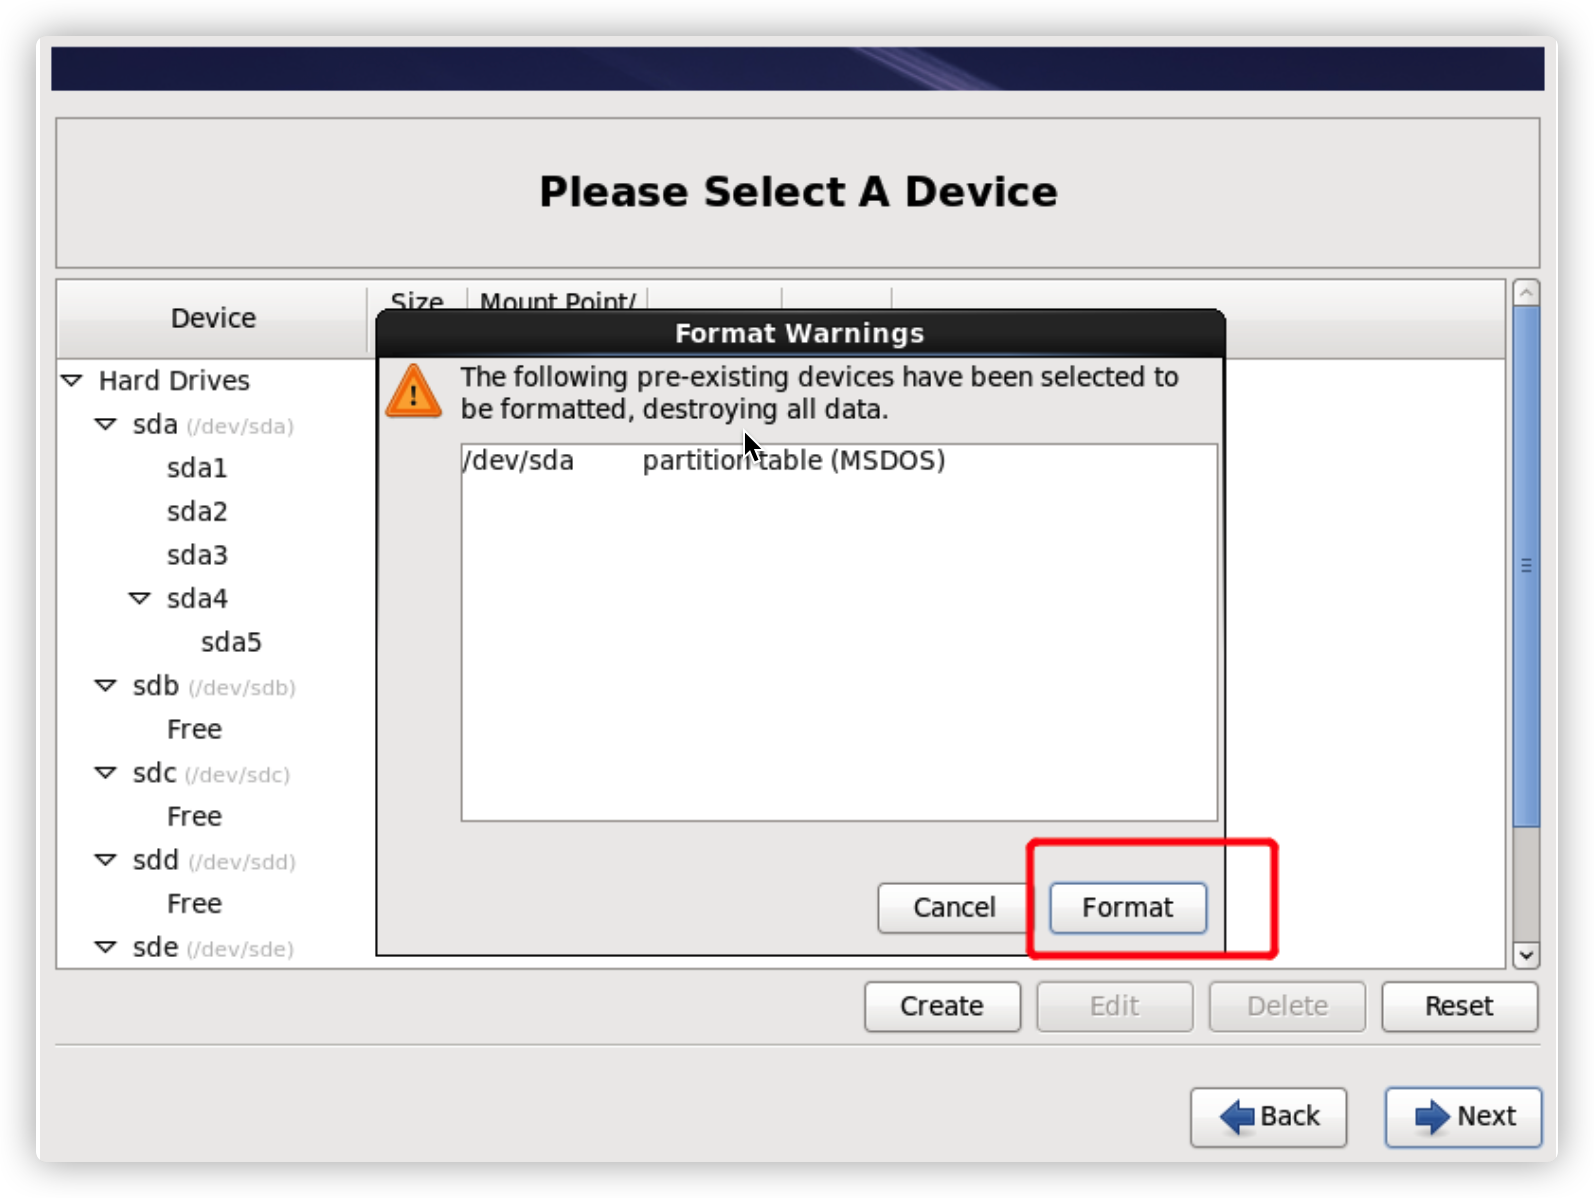 Please Select A Device
Device
Size
Mount Point/
Format Warnings
The following pre-existing devices have been selected to
be formatted, destroying all data.
/dev/sda partition table (MSDOS)
Hard Drives
sda (/dev/sda)
sda1
sda2
sda3
sda4
sda5
sdb (/dev/sdb)
Free
sdc (/dev/sdc)
Free
sdd (/dev/sdd)
Free
sde (/dev/sde)
Cancel Format
Create Edit Delete Reset
Back Next